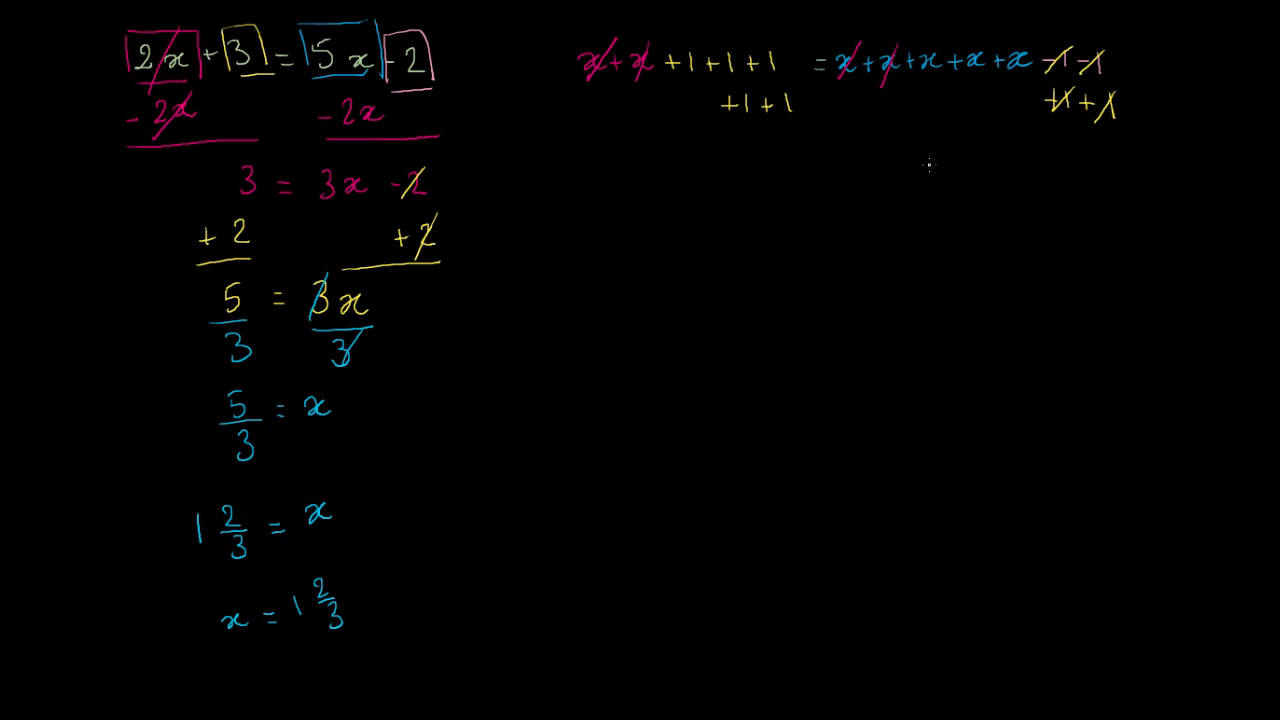 2x + 3 = 5x - 2
- 2x - 2x
3 = 3x - 2
+ 2 + 2
5 = 3x
3 3
5/3 = x
1 2/3 = x
x = 1 2/3
x + x + 1 + 1 + 1 = x + x + x + x + x - 1 - 1
+ 1 + 1 + 1 + 1